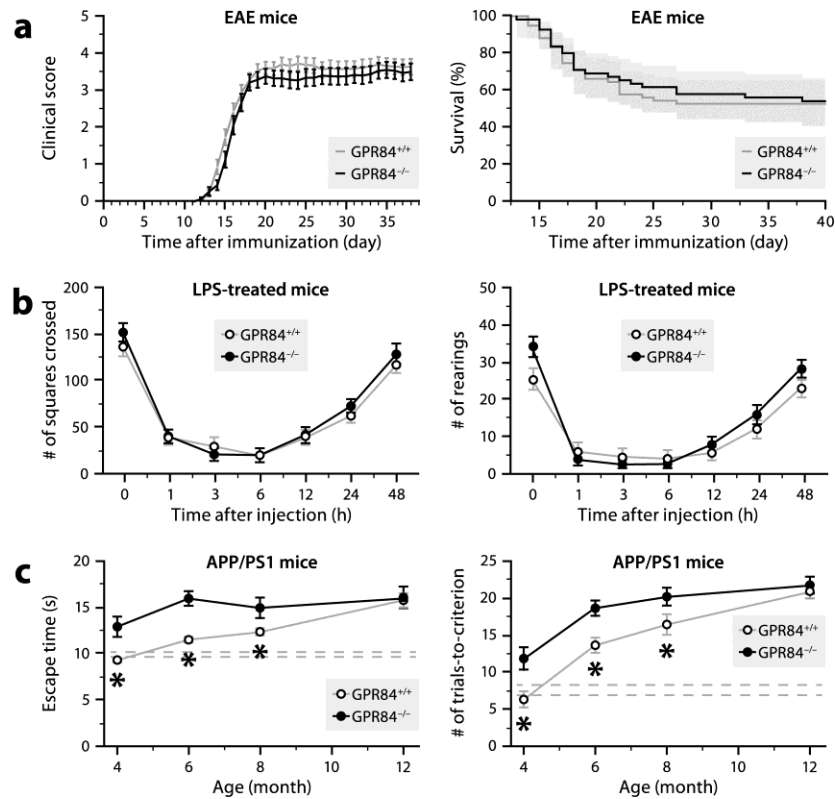 a
EAE mice
Clinical score
5
4
3
2
1
0
0 5 10 15 20 25 30 35
Time after immunization (day)
GPR84+/+
GPR84−/−
EAE mice
Survival (%)
100
80
60
40
20
0
15 20 25 30 35 40
Time after immunization (day)
GPR84+/+
GPR84−/−
b
LPS-treated mice
# of squares crossed
200
150
100
50
0
0 1 3 6 12 24 48
Time after injection (h)
GPR84+/+
GPR84−/−
LPS-treated mice
# of rearings
50
40
30
20
10
0
0 1 3 6 12 24 48
Time after injection (h)
GPR84+/+
GPR84−/−
c
APP/PS1 mice
Escape time (s)
20
15
10
5
0
* * *
4 6 8 10 12
Age (month)
GPR84+/+
GPR84−/−
APP/PS1 mice
# of trials-to-criterion
25
20
15
10
5
0
* * *
4 6 8 10 12
Age (month)
GPR84+/+
GPR84−/−